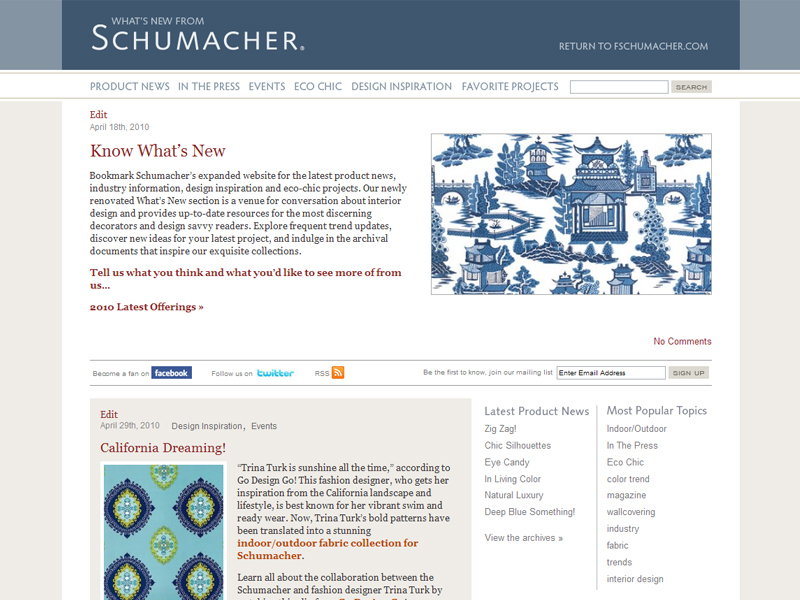 WHAT'S NEW FROM
SCHUMACHER®
RETURN TO FSCHUMACHER.COM
PRODUCT NEWS IN THE PRESS EVENTS ECO CHIC DESIGN INSPIRATION FAVORITE PROJECTS SEARCH
Edit
April 18th, 2010
Know What's New
Bookmark Schumacher's expanded website for the latest product news,
industry information, design inspiration and eco-chic projects. Our newly
renovated What's New section is a venue for conversation about interior
design and provides up-to-date resources for the most discerning
decorators and design savvy readers. Explore frequent trend updates,
discover new ideas for your latest project, and indulge in the archival
documents that inspire our exquisite collections.
Tell us what you think and what you'd like to see more of from
us...
2010 Latest Offerings »
No Comments
Become a fan on facebook Follow us on twitter RSS Be the first to know, join our mailing list Enter Email Address SIGN UP
Edit
April 29th, 2010 Design Inspiration, Events
California Dreaming!
"Trina Turk is sunshine all the time," according to
Go Design Go! This fashion designer, who gets her
inspiration from the California landscape and
lifestyle, is best known for her vibrant swim and
ready wear. Now, Trina Turk's bold patterns have
been translated into a stunning
indoor/outdoor fabric collection for
Schumacher.
Learn all about the collaboration between the
Schumacher and fashion designer Trina Turk by
Latest Product News
Zig Zag!
Chic Silhouettes
Eye Candy
In Living Color
Natural Luxury
Deep Blue Something!
View the archives »
Most Popular Topics
Indoor/Outdoor
In The Press
Eco Chic
color trend
magazine
wallcovering
industry
fabric
trends
interior design